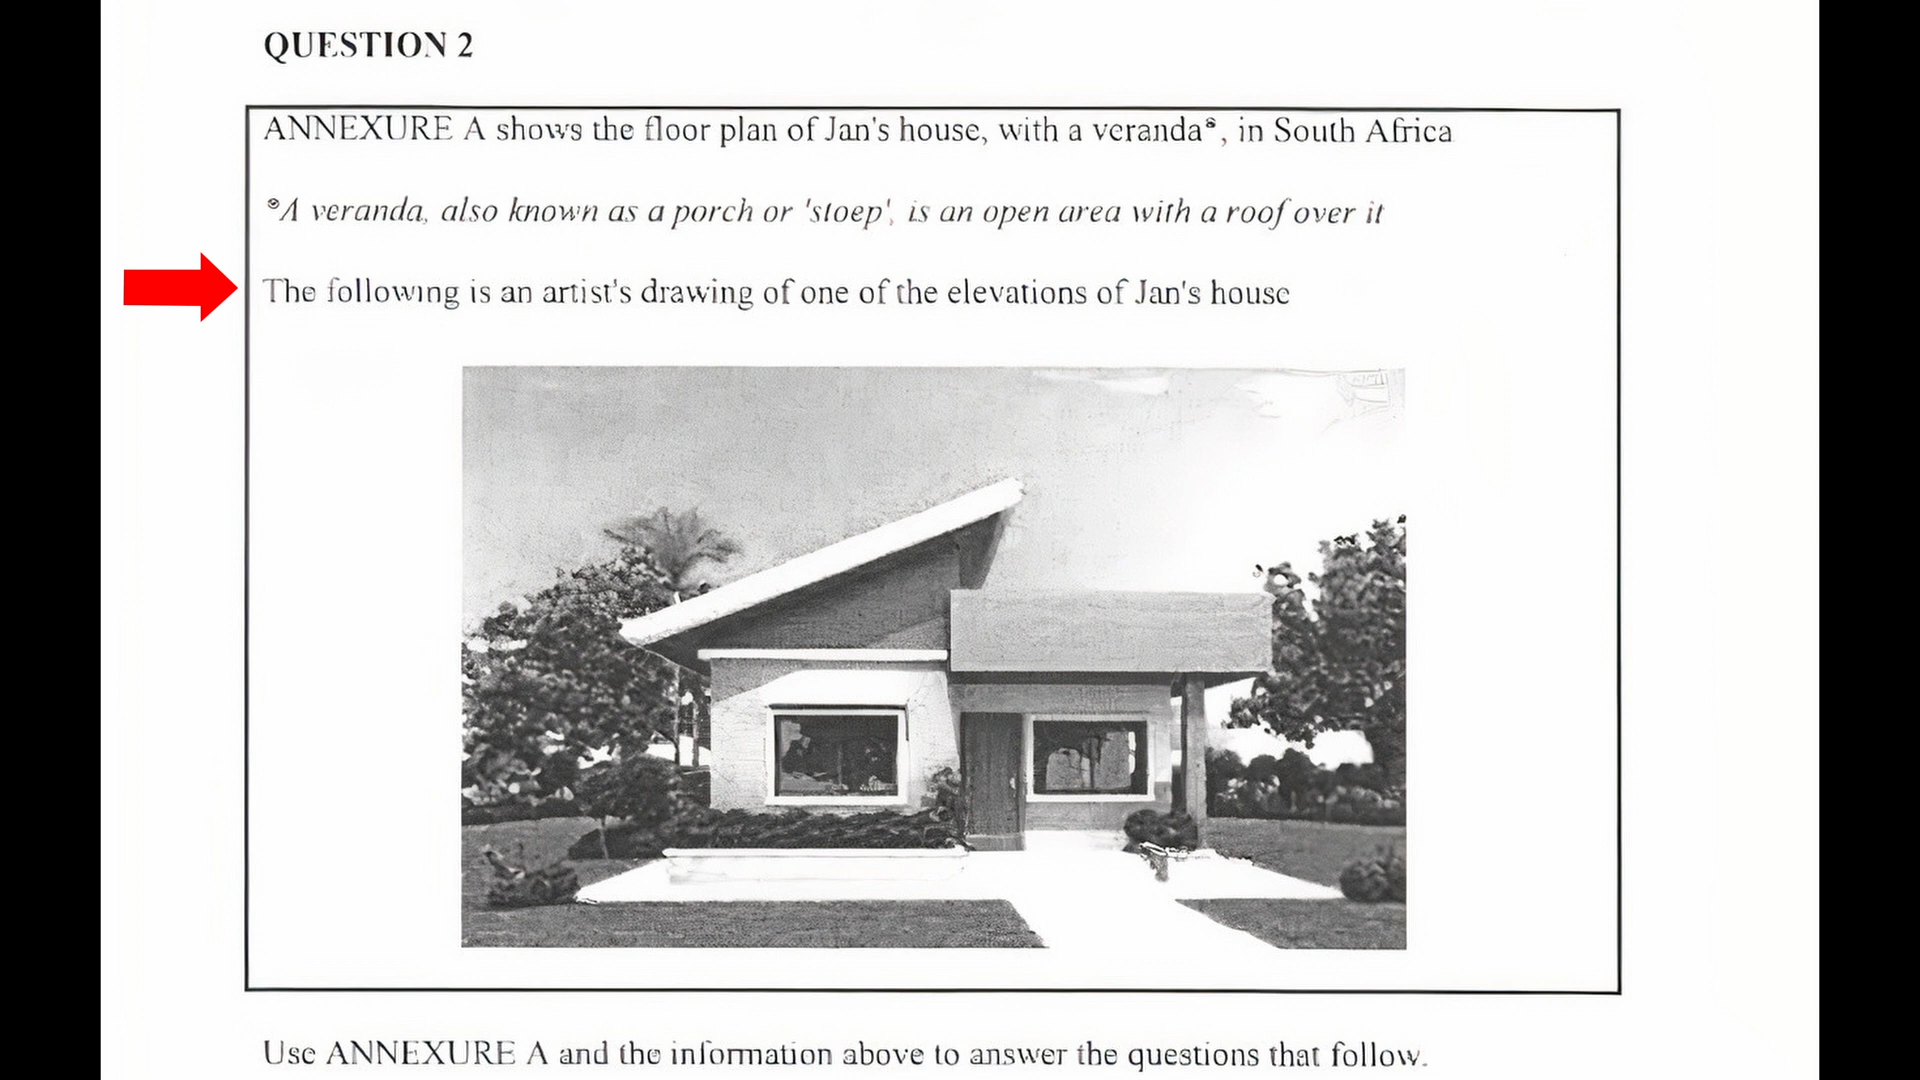 QUESTION 2
ANNEXURE A shows the floor plan of Jan's house, with a veranda*, in South Africa
*A veranda, also known as a porch or 'stoep', is an open area with a roof over it
The following is an artist's drawing of one of the elevations of Jan's house
Use ANNEXURE A and the information above to answer the questions that follow.